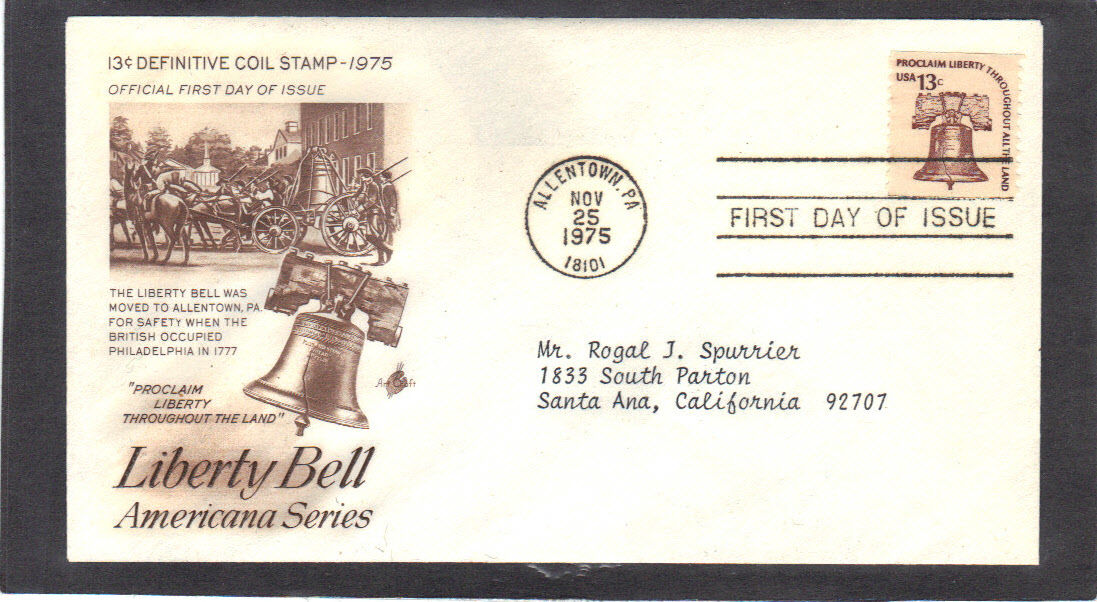 13¢ DEFINITIVE COIL STAMP - 1975
OFFICIAL FIRST DAY OF ISSUE
THE LIBERTY BELL WAS
MOVED TO ALLENTOWN, PA.
FOR SAFETY WHEN THE
BRITISH OCCUPIED
PHILADELPHIA IN 1777
"PROCLAIM
LIBERTY
THROUGHOUT THE LAND"
Art Craft
Liberty Bell
Americana Series
ALLENTOWN, PA
NOV
25
1975
18101
PROCLAIM LIBERTY THROUGHOUT ALL THE LAND
USA 13c
FIRST DAY OF ISSUE
Mr. Rogal J. Spurrier
1833 South Parton
Santa Ana, California 92707